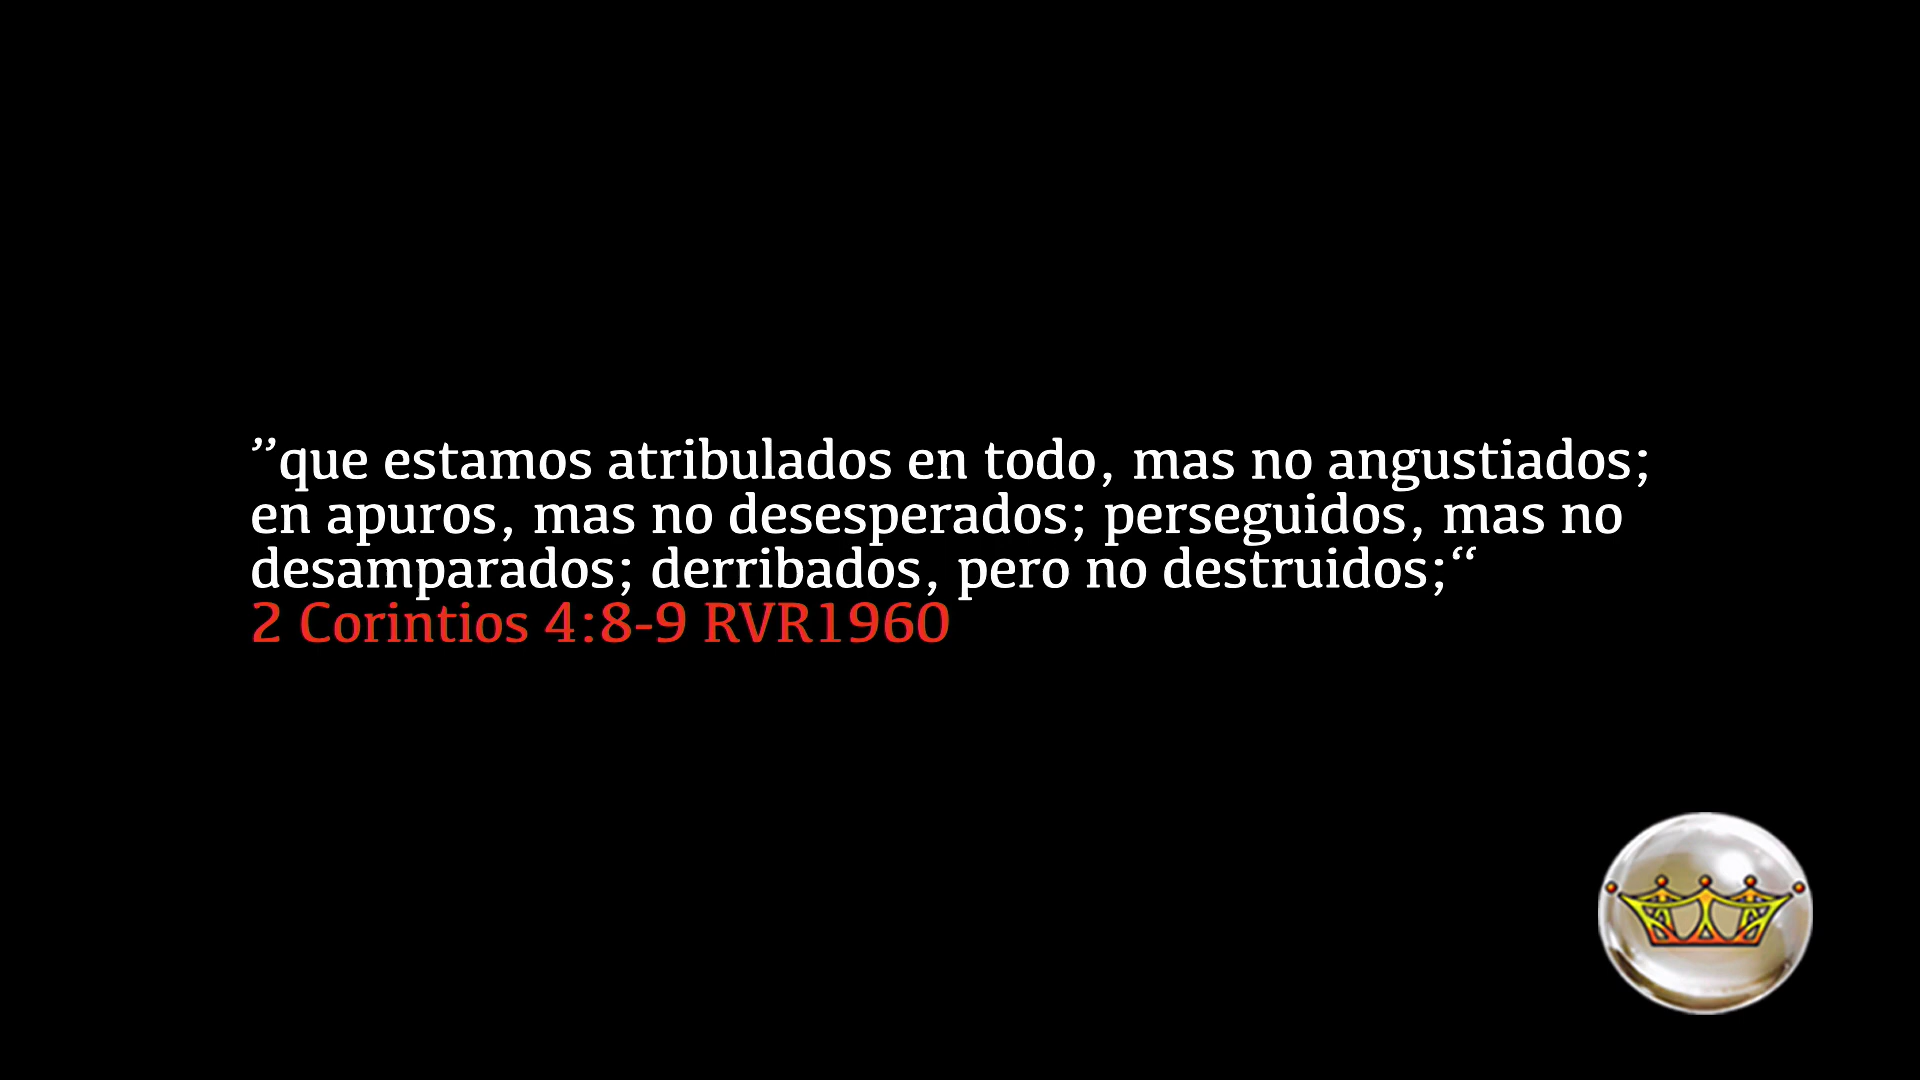 ”que estamos atribulados en todo, mas no angustiados;
en apuros, mas no desesperados; perseguidos, mas no
desamparados; derribados, pero no destruidos;“
2 Corintios 4:8-9 RVR1960